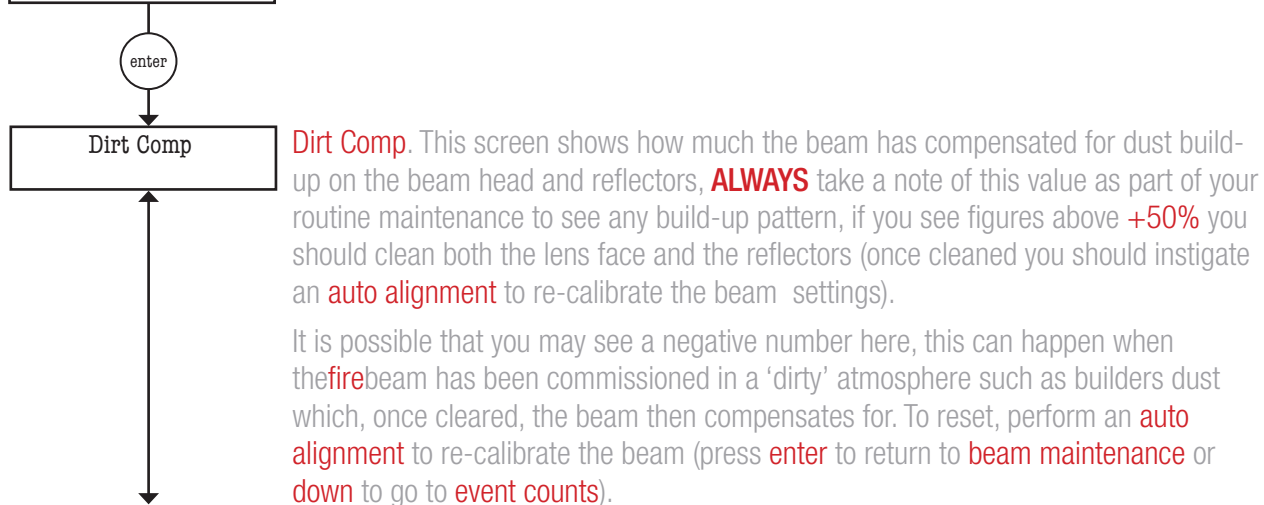 enter
Dirt Comp
Dirt Comp. This screen shows how much the beam has compensated for dust build-
up on the beam head and reflectors, ALWAYS take a note of this value as part of your
routine maintenance to see any build-up pattern, if you see figures above +50% you
should clean both the lens face and the reflectors (once cleaned you should instigate
an auto alignment to re-calibrate the beam  settings).
It is possible that you may see a negative number here, this can happen when
thefirebeam has been commissioned in a ‘dirty’ atmosphere such as builders dust
which, once cleared, the beam then compensates for. To reset, perform an auto
alignment to re-calibrate the beam (press enter to return to beam maintenance or
down to go to event counts).